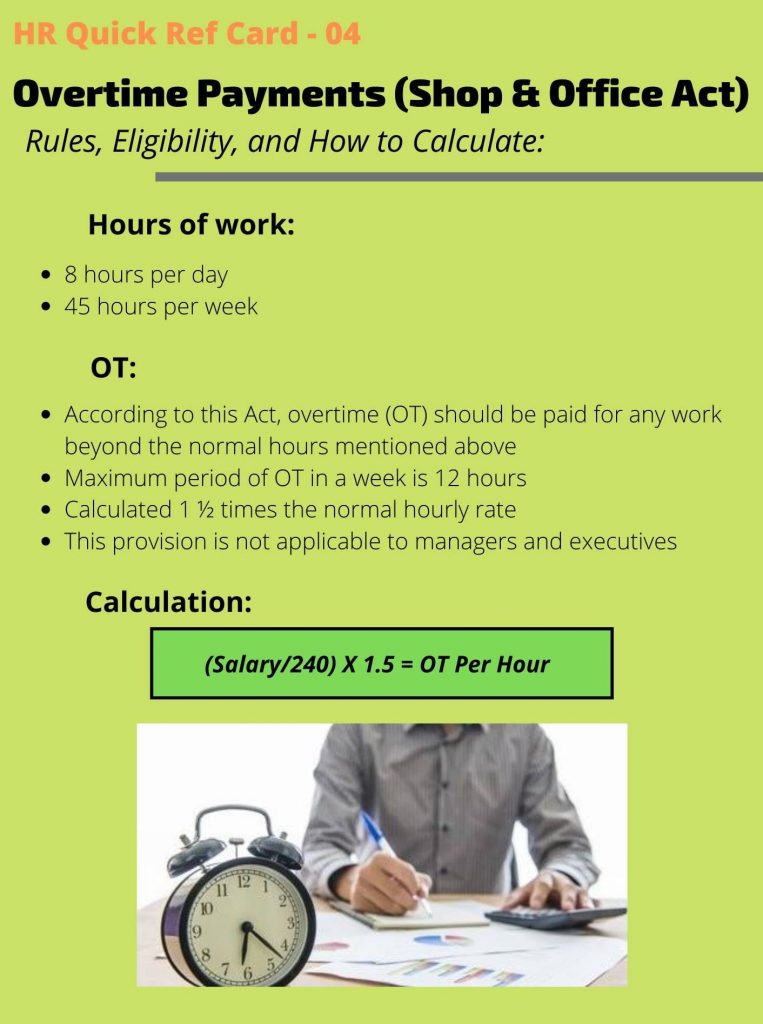 HR Quick Ref Card - 04
Overtime Payments (Shop & Office Act)
Rules, Eligibility, and How to Calculate:
Hours of work:
• 8 hours per day
• 45 hours per week
OT:
• According to this Act, overtime (OT) should be paid for any work
beyond the normal hours mentioned above
• Maximum period of OT in a week is 12 hours
• Calculated 1 ½ times the normal hourly rate
• This provision is not applicable to managers and executives
Calculation:
(Salary/240) X 1.5 = OT Per Hour
12
11
1
10
2
9
3
8
4
7
5
6